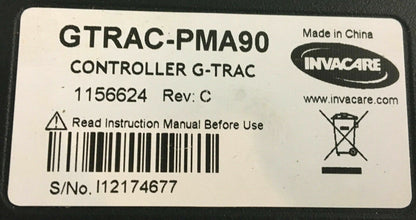 GTRAC-PMA90
Made in China
CONTROLLER G-TRAC
INVACARE
1156624 Rev: C
www.invacare.com
Read Instruction Manual Before Use
S/No. I12174677